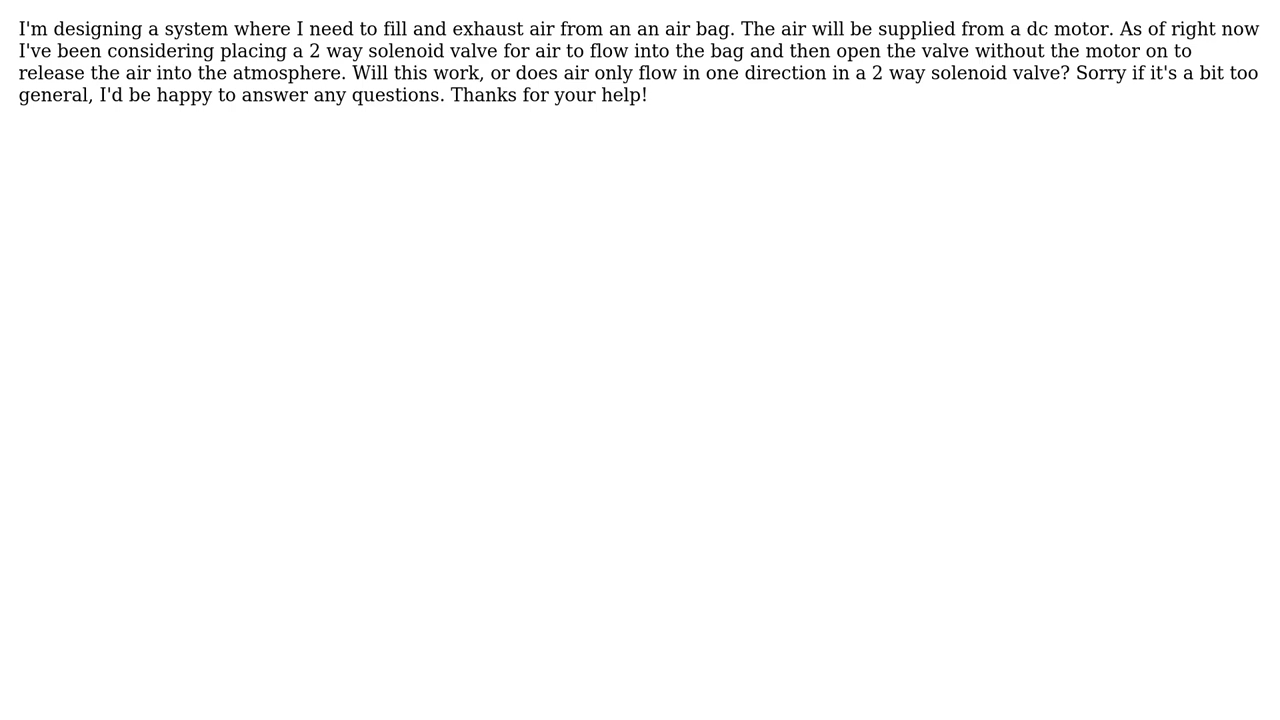 I'm designing a system where I need to fill and exhaust air from an an air bag. The air will be supplied from a dc motor. As of right now
I've been considering placing a 2 way solenoid valve for air to flow into the bag and then open the valve without the motor on to
release the air into the atmosphere. Will this work, or does air only flow in one direction in a 2 way solenoid valve? Sorry if it's a bit too
general, I'd be happy to answer any questions. Thanks for your help!